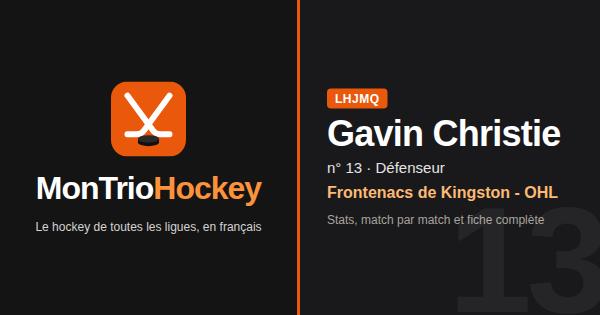 MonTrioHockey
Le hockey de toutes les ligues, en français
LHJMQ
Gavin Christie
n° 13 · Défenseur
Frontenacs de Kingston - OHL
Stats, match par match et fiche complète
13